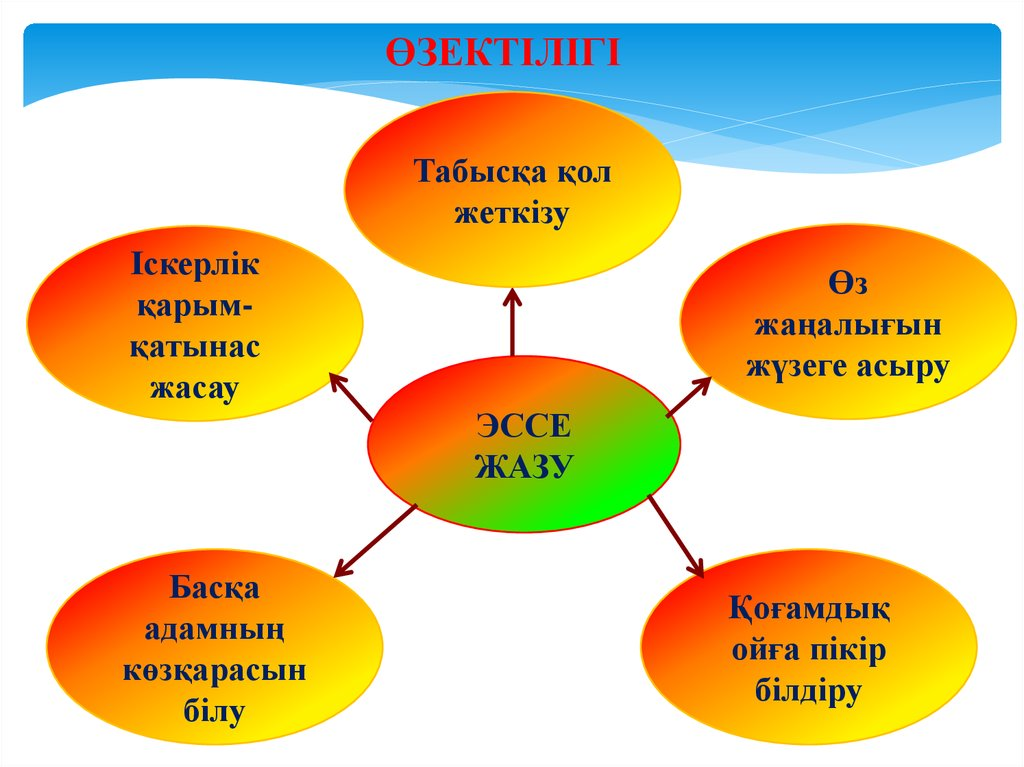 ӨЗЕКТІЛІГІ
Табысқа қол
жеткізу
Іскерлік
қарым-
қатынас
жасау
Өз
жаңалығын
жүзеге асыру
ЭССЕ
ЖАЗУ
Басқа
адамның
көзқарасын
білу
Қоғамдық
ойға пікір
білдіру